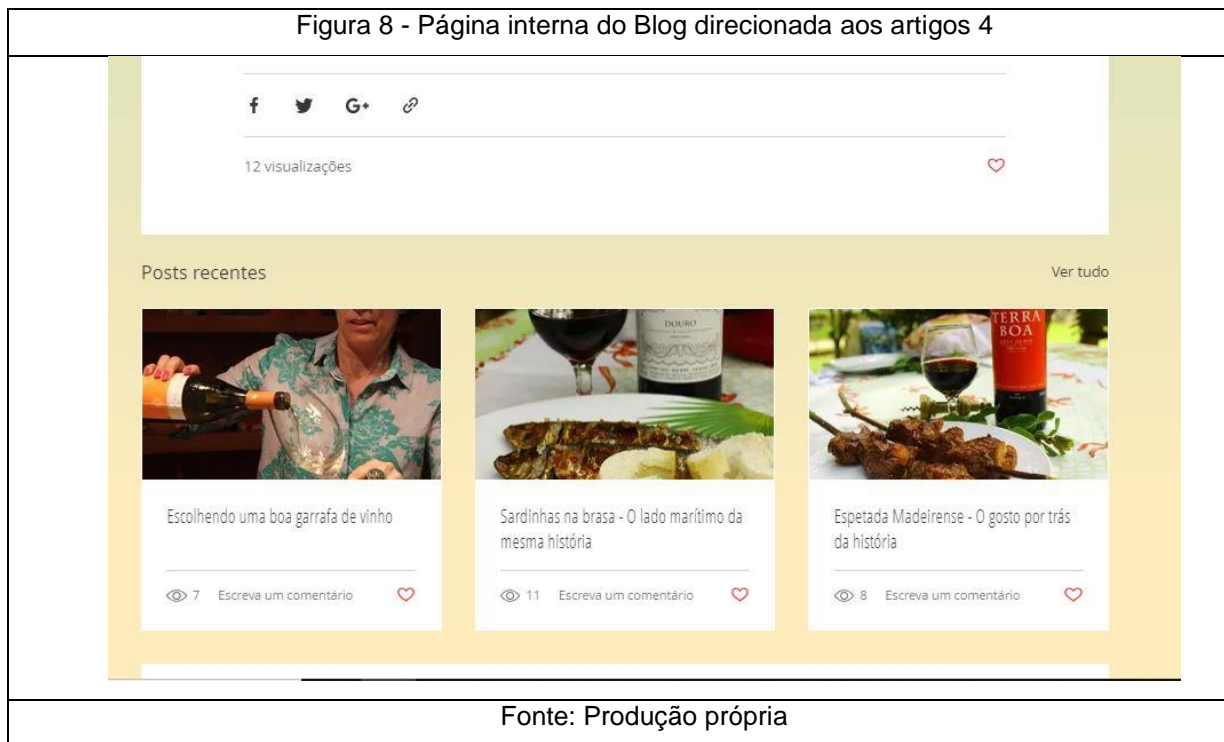 Figura 8 - Página interna do Blog direcionada aos artigos 4
f G+
12 visualizações
Posts recentes
Ver tudo
DOURO
TERRA
BOA
Escolhendo uma boa garrafa de vinho
Sardinhas na brasa - O lado marítimo da
mesma história
Espetada Madeirense - O gosto por trás
da história
7 Escreva um comentário
11 Escreva um comentário
8 Escreva um comentário
Fonte: Produção própria